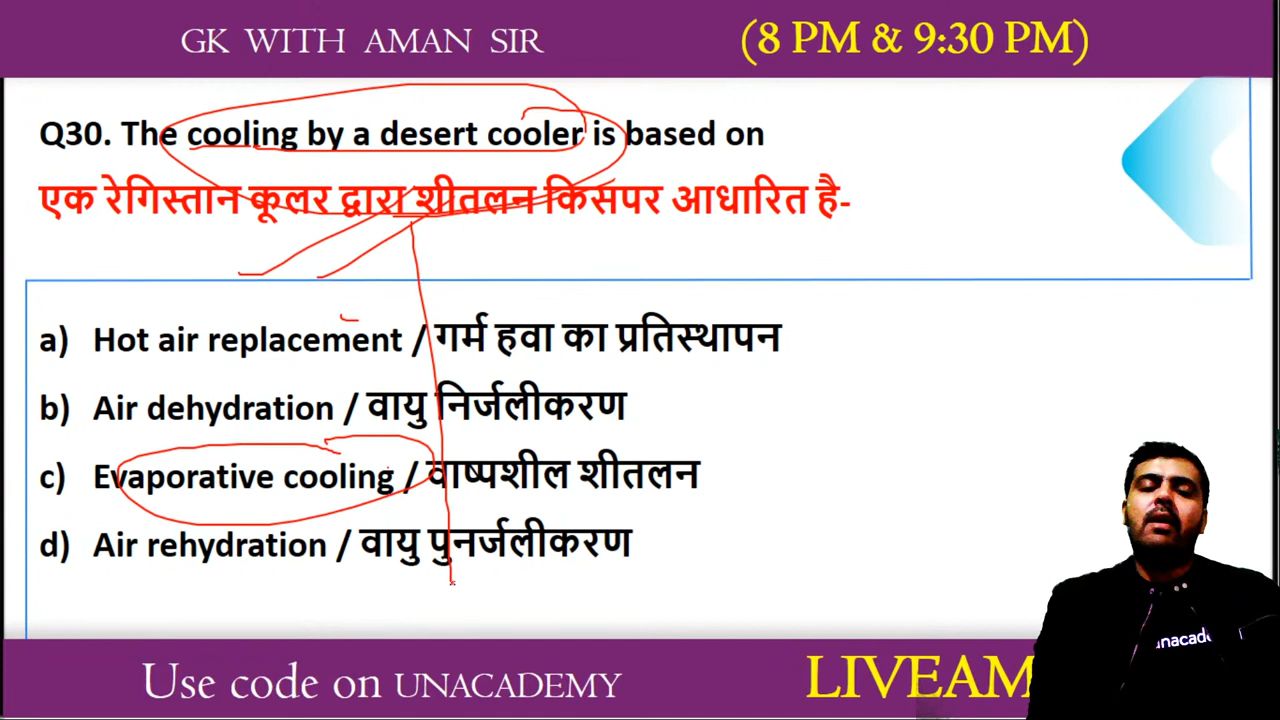 GK WITH AMAN SIR (8 PM & 9:30 PM)
Q30. The cooling by a desert cooler is based on
एक रेगिस्तान कूलर द्वारा शीतलन किसपर आधारित है-
a) Hot air replacement / गर्म हवा का प्रतिस्थापन
b) Air dehydration / वायु निर्जलीकरण
c) Evaporative cooling / वाष्पशील शीतलन
d) Air rehydration / वायु पुनर्जलीकरण
unacade
Use code on UNACADEMY LIVEAM